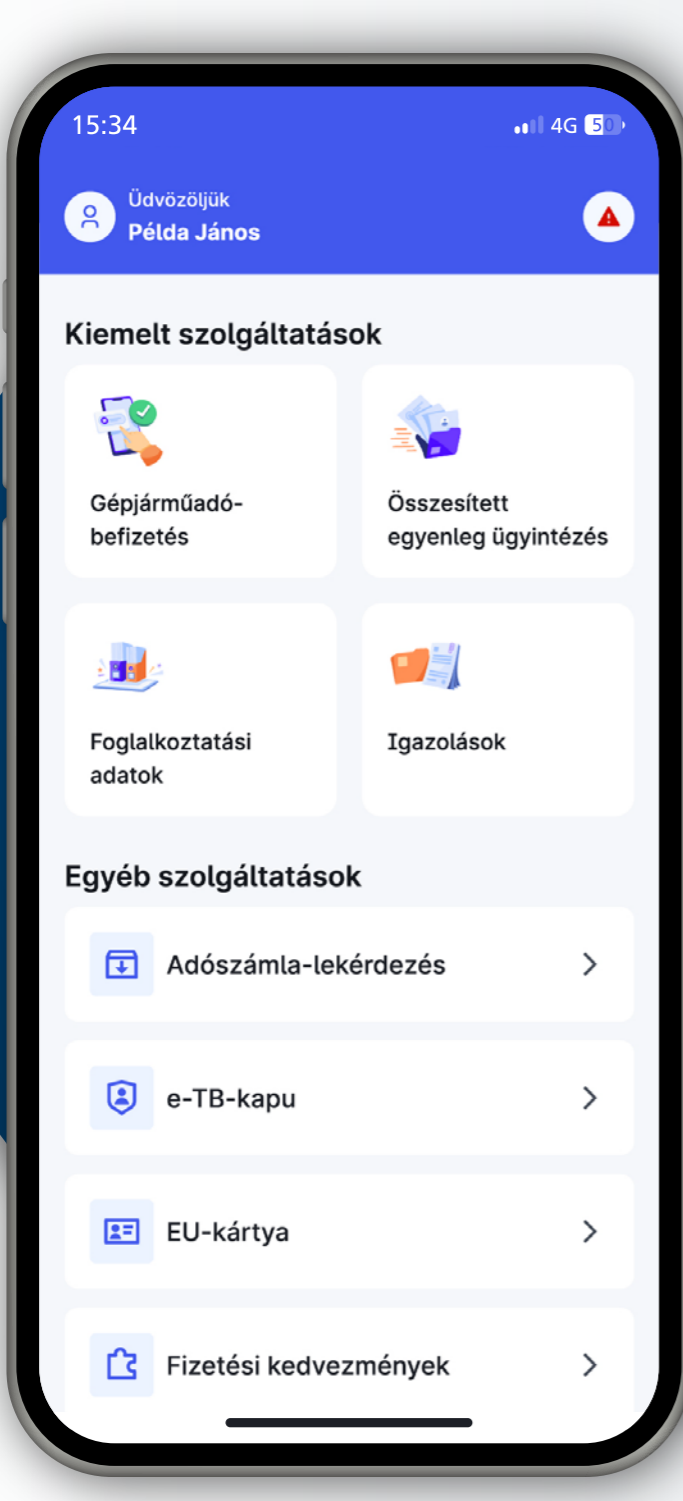 15:34
4G 50
Üdvözöljük
Példa János
Kiemelt szolgáltatások
Gépjárműadó-
befizetés
Összesített
egyenleg ügyintézés
Foglalkoztatási
adatok
Igazolások
Egyéb szolgáltatások
Adószámla-lekérdezés
e-TB-kapu
EU-kártya
Fizetési kedvezmények